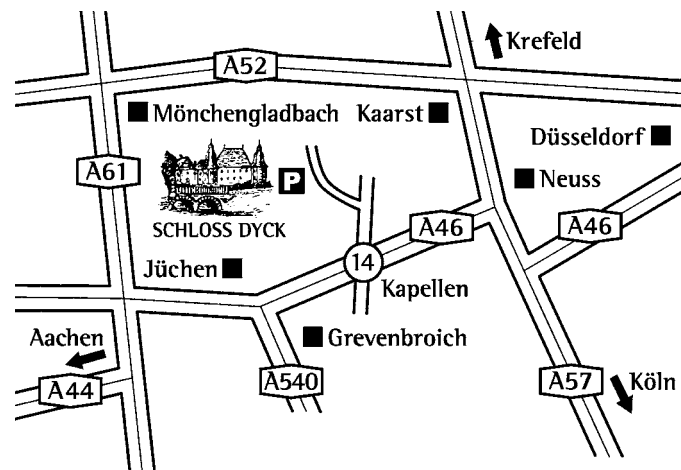 Krefeld
A52
Mönchengladbach
Kaarst
Düsseldorf
A61
P
Neuss
SCHLOSS DYCK
A46
A46
Jüchen
14
Kapellen
Aachen
Grevenbroich
A44
A540
A57
Köln